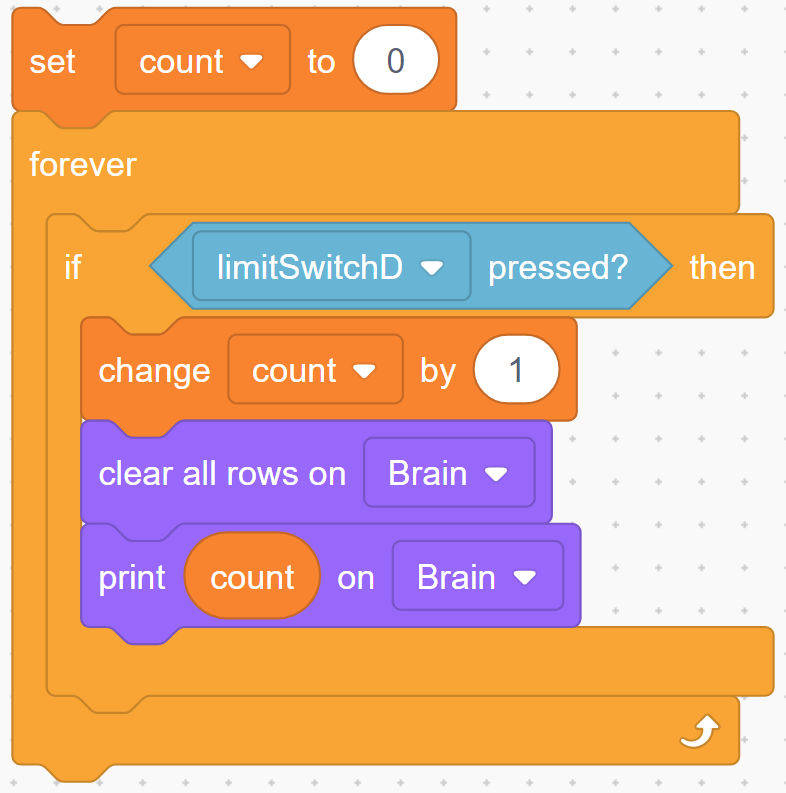 set count to 0
forever
if limitSwitchD pressed? then
change count by 1
clear all rows on Brain
print count on Brain